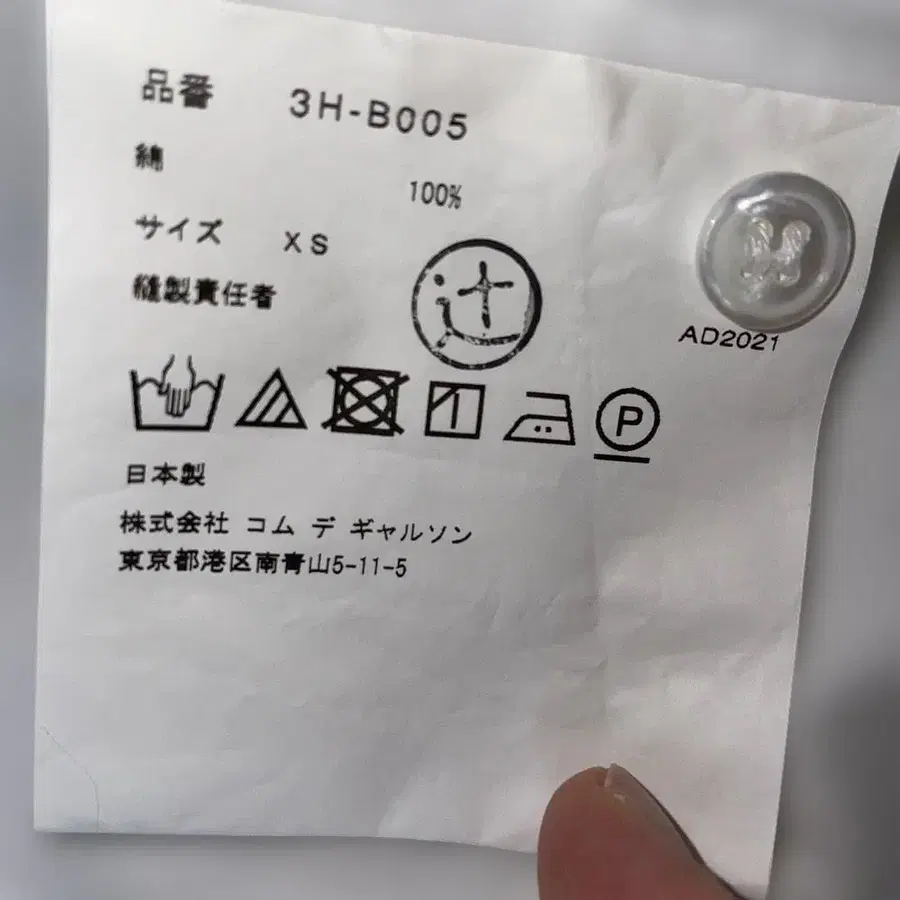 品番 3H-B005
綿 100%
サイズ XS
縫製責任者 辻
AD2021
P
日本製
株式会社 コム デ ギャルソン
東京都港区南青山5-11-5